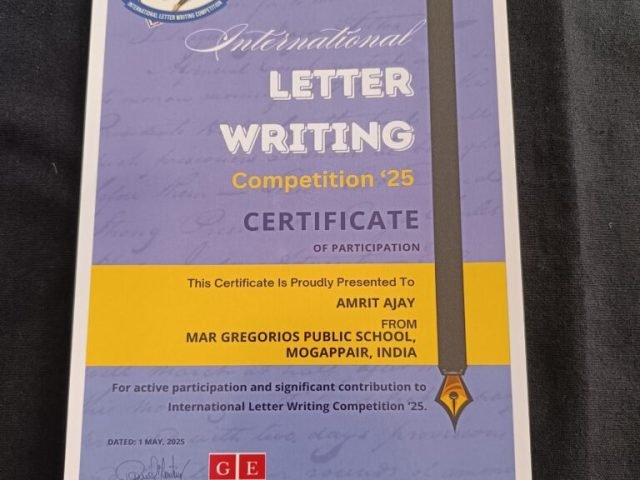 INTERNATIONAL LETTER WRITING COMPETITION
International
LETTER
WRITING
Competition ‘25
CERTIFICATE
OF PARTICIPATION
This Certificate Is Proudly Presented To
AMRIT AJAY
FROM
MAR GREGORIOS PUBLIC SCHOOL,
MOGAPPAIR, INDIA
For active participation and significant contribution to
International Letter Writing Competition ‘25.
DATED: 1 MAY, 2025
G E